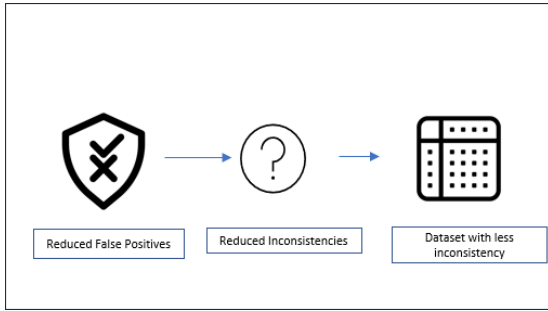 Reduced False Positives
Reduced Inconsistencies
Dataset with less
inconsistency